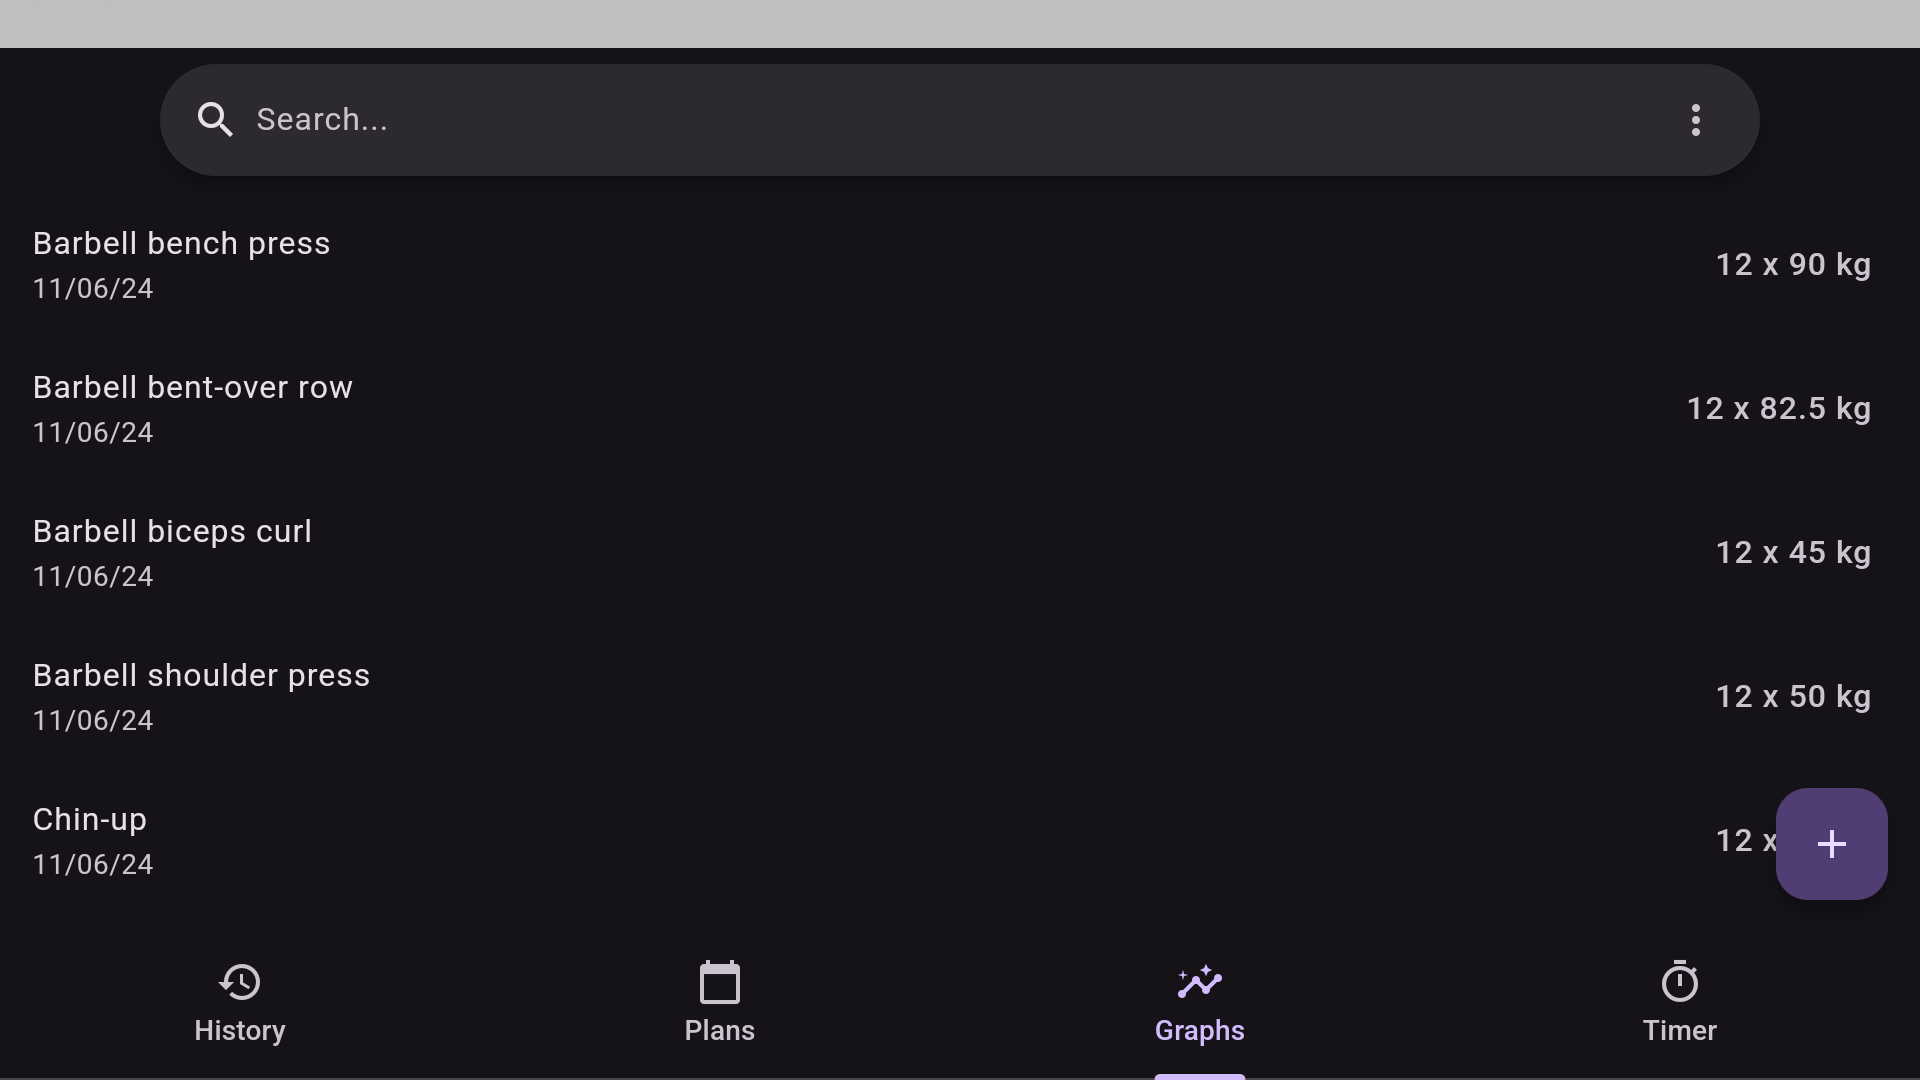 Search...
Barbell bench press
11/06/24
12 x 90 kg
Barbell bent-over row
11/06/24
12 x 82.5 kg
Barbell biceps curl
11/06/24
12 x 45 kg
Barbell shoulder press
11/06/24
12 x 50 kg
Chin-up
11/06/24
12 x
History
Plans
Graphs
Timer